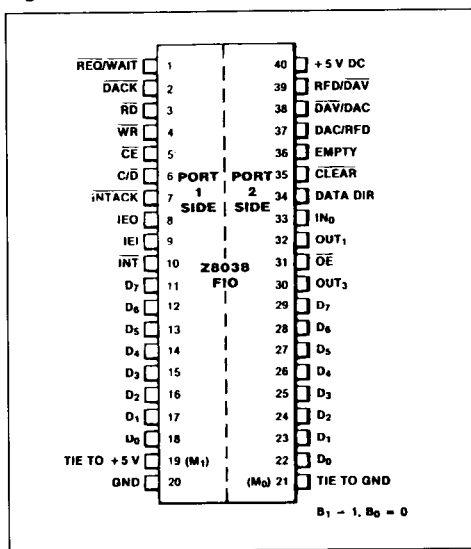 REQ/WAIT 1 40 +5 V DC
DACK 2 39 RFD/DAV
RD 3 38 DAV/DAC
WR 4 37 DAC/RFD
CE 5 36 EMPTY
C/D 6 PORT PORT 35 CLEAR
INTACK 7 1 2 34 DATA DIR
SIDE SIDE
IEO 8 33 IN₀
IEI 9 32 OUT₁
INT 10 Z8038 31 OE
D₇ 11 FIO 30 OUT₃
D₆ 12 29 D₇
D₅ 13 28 D₆
D₄ 14 27 D₅
D₃ 15 26 D₄
D₂ 16 25 D₃
D₁ 17 24 D₂
D₀ 18 23 D₁
TIE TO +5 V 19 (M₁) 22 D₀
GND 20 (M₀) 21 TIE TO GND
B₁ - 1, B₀ = 0